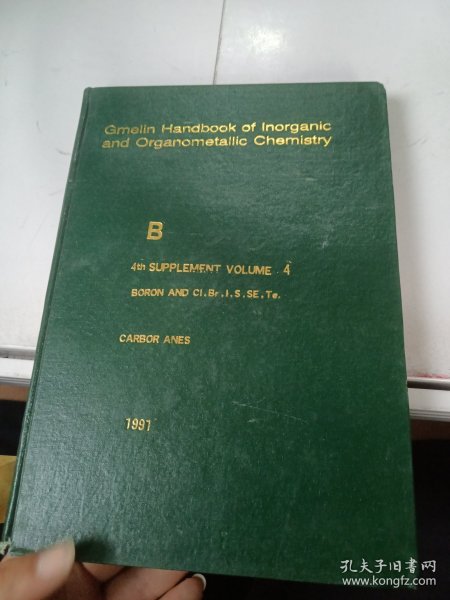 Gmelin Handbook of Inorganic
and Organometallic Chemistry
B
4th SUPPLEMENT VOLUME 4
BORON AND Cl.Br.I.S.SE.Te.
CARBOR ANES
1991
孔夫子旧书网
www.kongfz.com